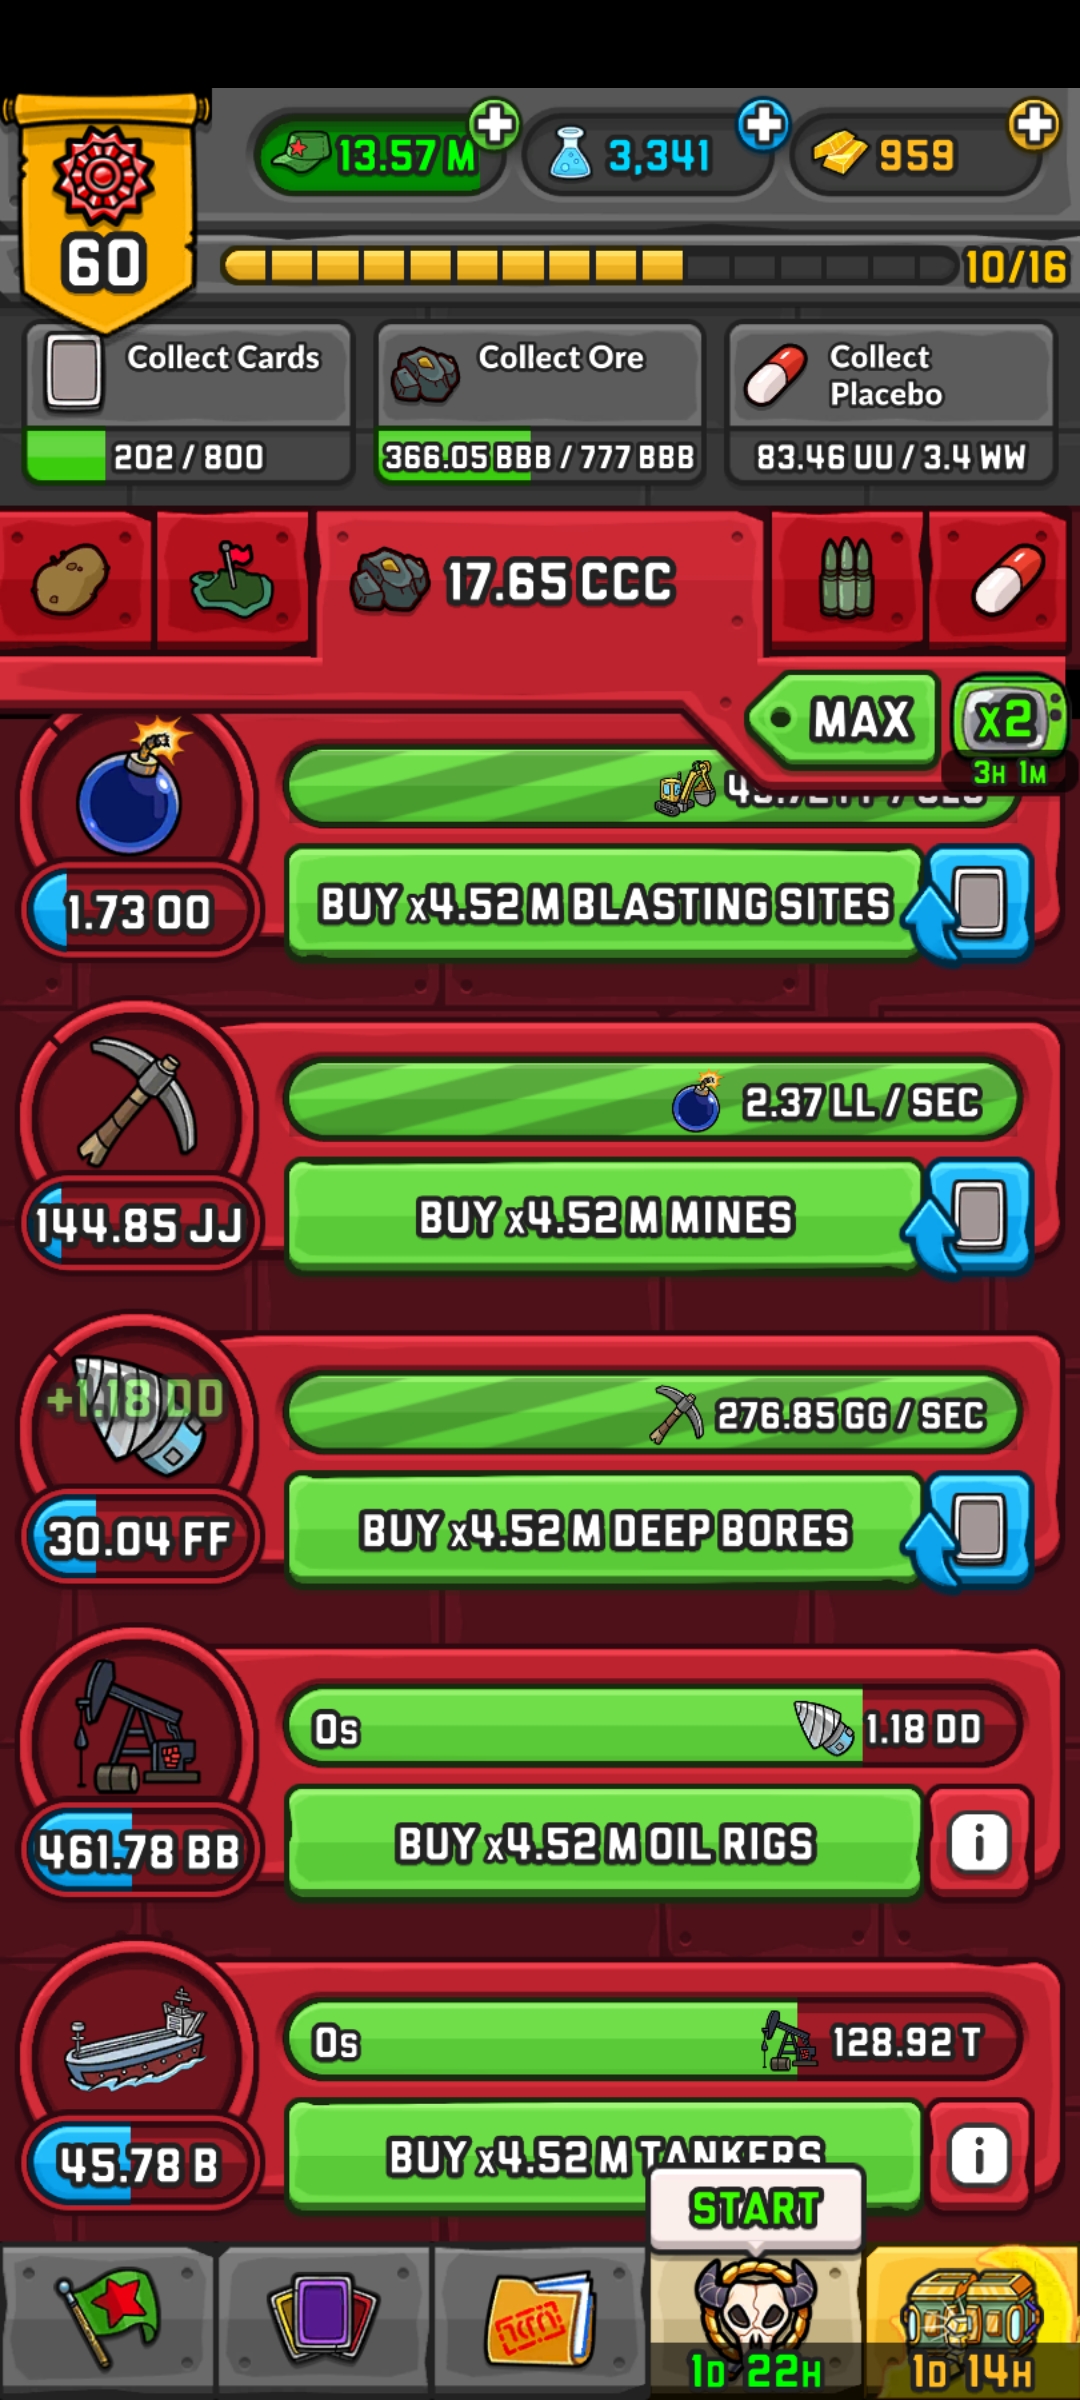 13.57 M
3,341
959
60
10/16
Collect Cards
202 / 800
Collect Ore
366.05 BBB / 777 BBB
Collect
Placebo
83.46 UU / 3.4 WW
17.65 CCC
MAX
x2
3H 1M
1.73 OO
BUY x4.52 M BLASTING SITES
2.37 LL / SEC
144.85 JJ
BUY x4.52 M MINES
+1.18 DD
276.85 GG / SEC
30.04 FF
BUY x4.52 M DEEP BORES
0s
1.18 DD
461.78 BB
BUY x4.52 M OIL RIGS
i
0s
128.92 T
45.78 B
BUY x4.52 M TANKERS
i
START
1D 22H
1D 14H